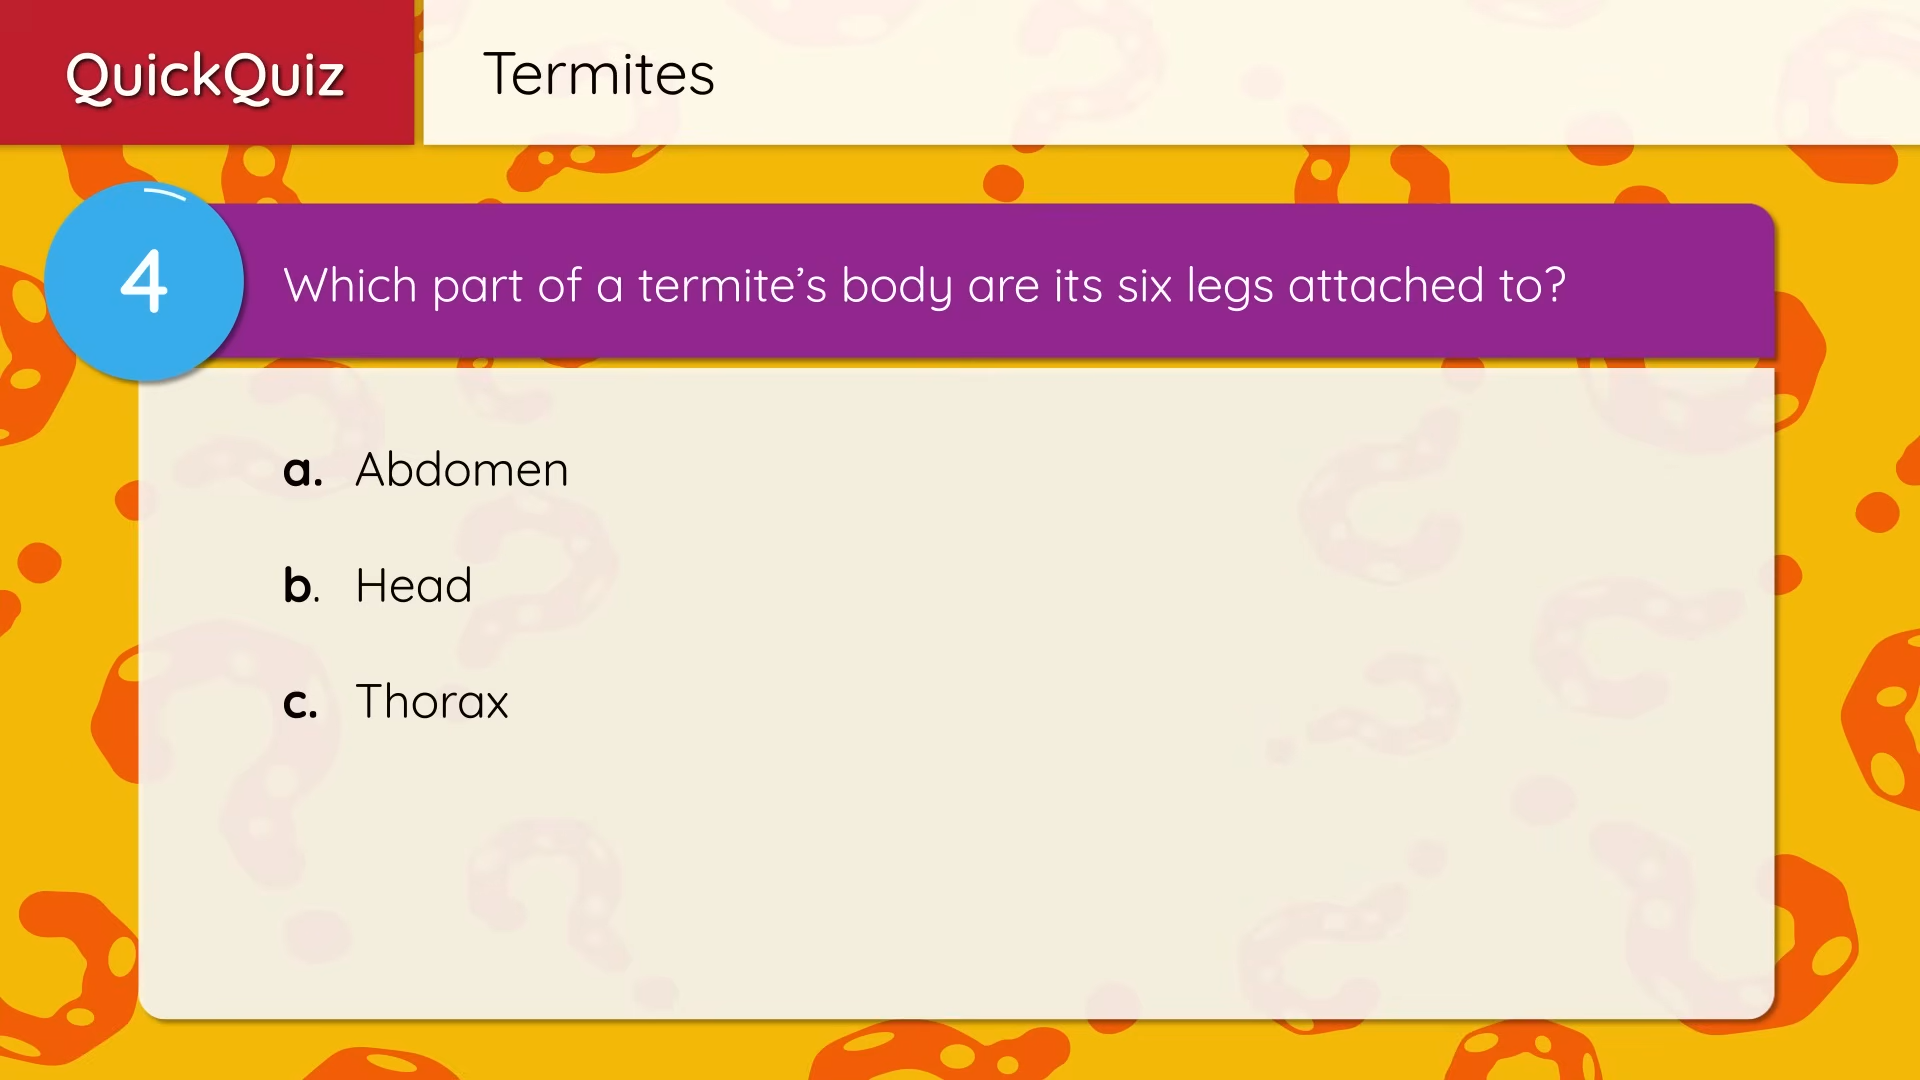 QuickQuiz
Termites
4
Which part of a termite’s body are its six legs attached to?
a. Abdomen
b. Head
c. Thorax